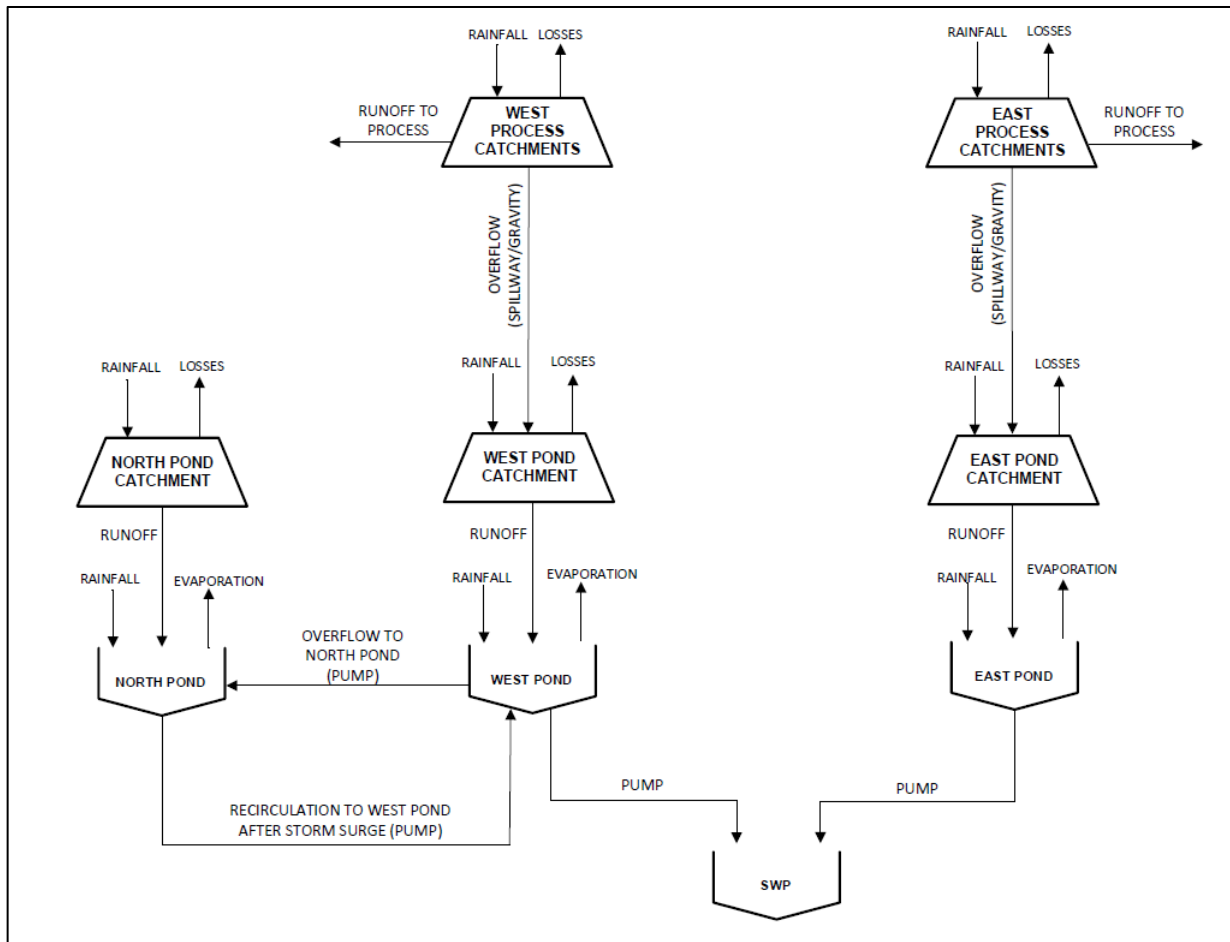 RAINFALL
LOSSES
RAINFALL
LOSSES
RUNOFF TO
PROCESS
WEST
PROCESS
CATCHMENTS
EAST
PROCESS
CATCHMENTS
RUNOFF TO
PROCESS
OVERFLOW
(SPILLWAY/GRAVITY)
OVERFLOW
(SPILLWAY/GRAVITY)
RAINFALL
LOSSES
RAINFALL
LOSSES
RAINFALL
LOSSES
NORTH POND
CATCHMENT
WEST POND
CATCHMENT
EAST POND
CATCHMENT
RUNOFF
RUNOFF
RUNOFF
RAINFALL
EVAPORATION
RAINFALL
EVAPORATION
RAINFALL
EVAPORATION
OVERFLOW TO
NORTH POND
(PUMP)
NORTH POND
WEST POND
EAST POND
RECIRCULATION TO WEST POND
AFTER STORM SURGE (PUMP)
PUMP
PUMP
SWP